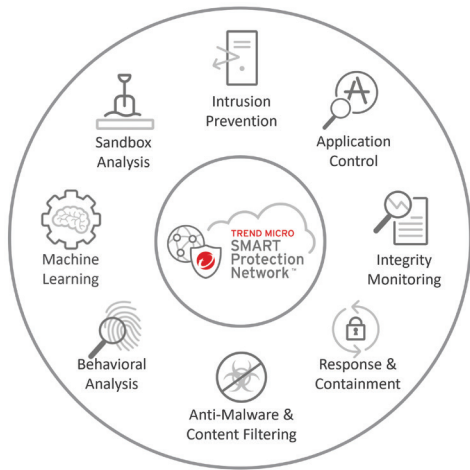 Intrusion
Prevention
Application
Control
Integrity
Monitoring
Response &
Containment
Anti-Malware &
Content Filtering
Behavioral
Analysis
Machine
Learning
Sandbox
Analysis
TREND MICRO
SMART
Protection
Network™